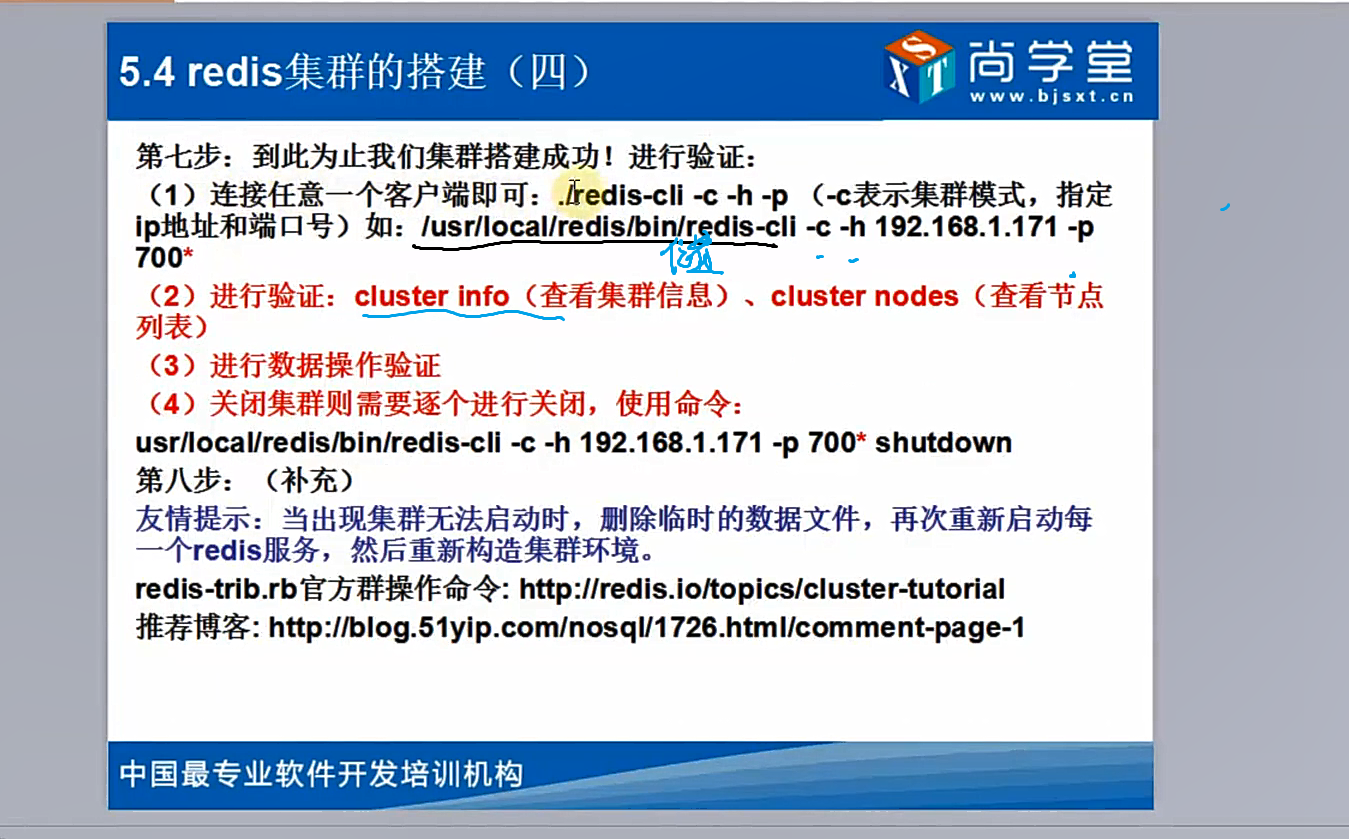 5.4 redis集群的搭建（四）
尚学堂
www.bjsxt.cn
SXT
第七步：到此为止我们集群搭建成功！进行验证：
（1）连接任意一个客户端即可：./redis-cli -c -h -p （-c表示集群模式，指定
ip地址和端口号）如：/usr/local/redis/bin/redis-cli -c -h 192.168.1.171 -p
700*
（2）进行验证：cluster info（查看集群信息）、cluster nodes（查看节点
列表）
（3）进行数据操作验证
（4）关闭集群则需要逐个进行关闭，使用命令：
usr/local/redis/bin/redis-cli -c -h 192.168.1.171 -p 700* shutdown
第八步：（补充）
友情提示：当出现集群无法启动时，删除临时的数据文件，再次重新启动每
一个redis服务，然后重新构造集群环境。
redis-trib.rb官方群操作命令: http://redis.io/topics/cluster-tutorial
推荐博客: http://blog.51yip.com/nosql/1726.html/comment-page-1
中国最专业软件开发培训机构